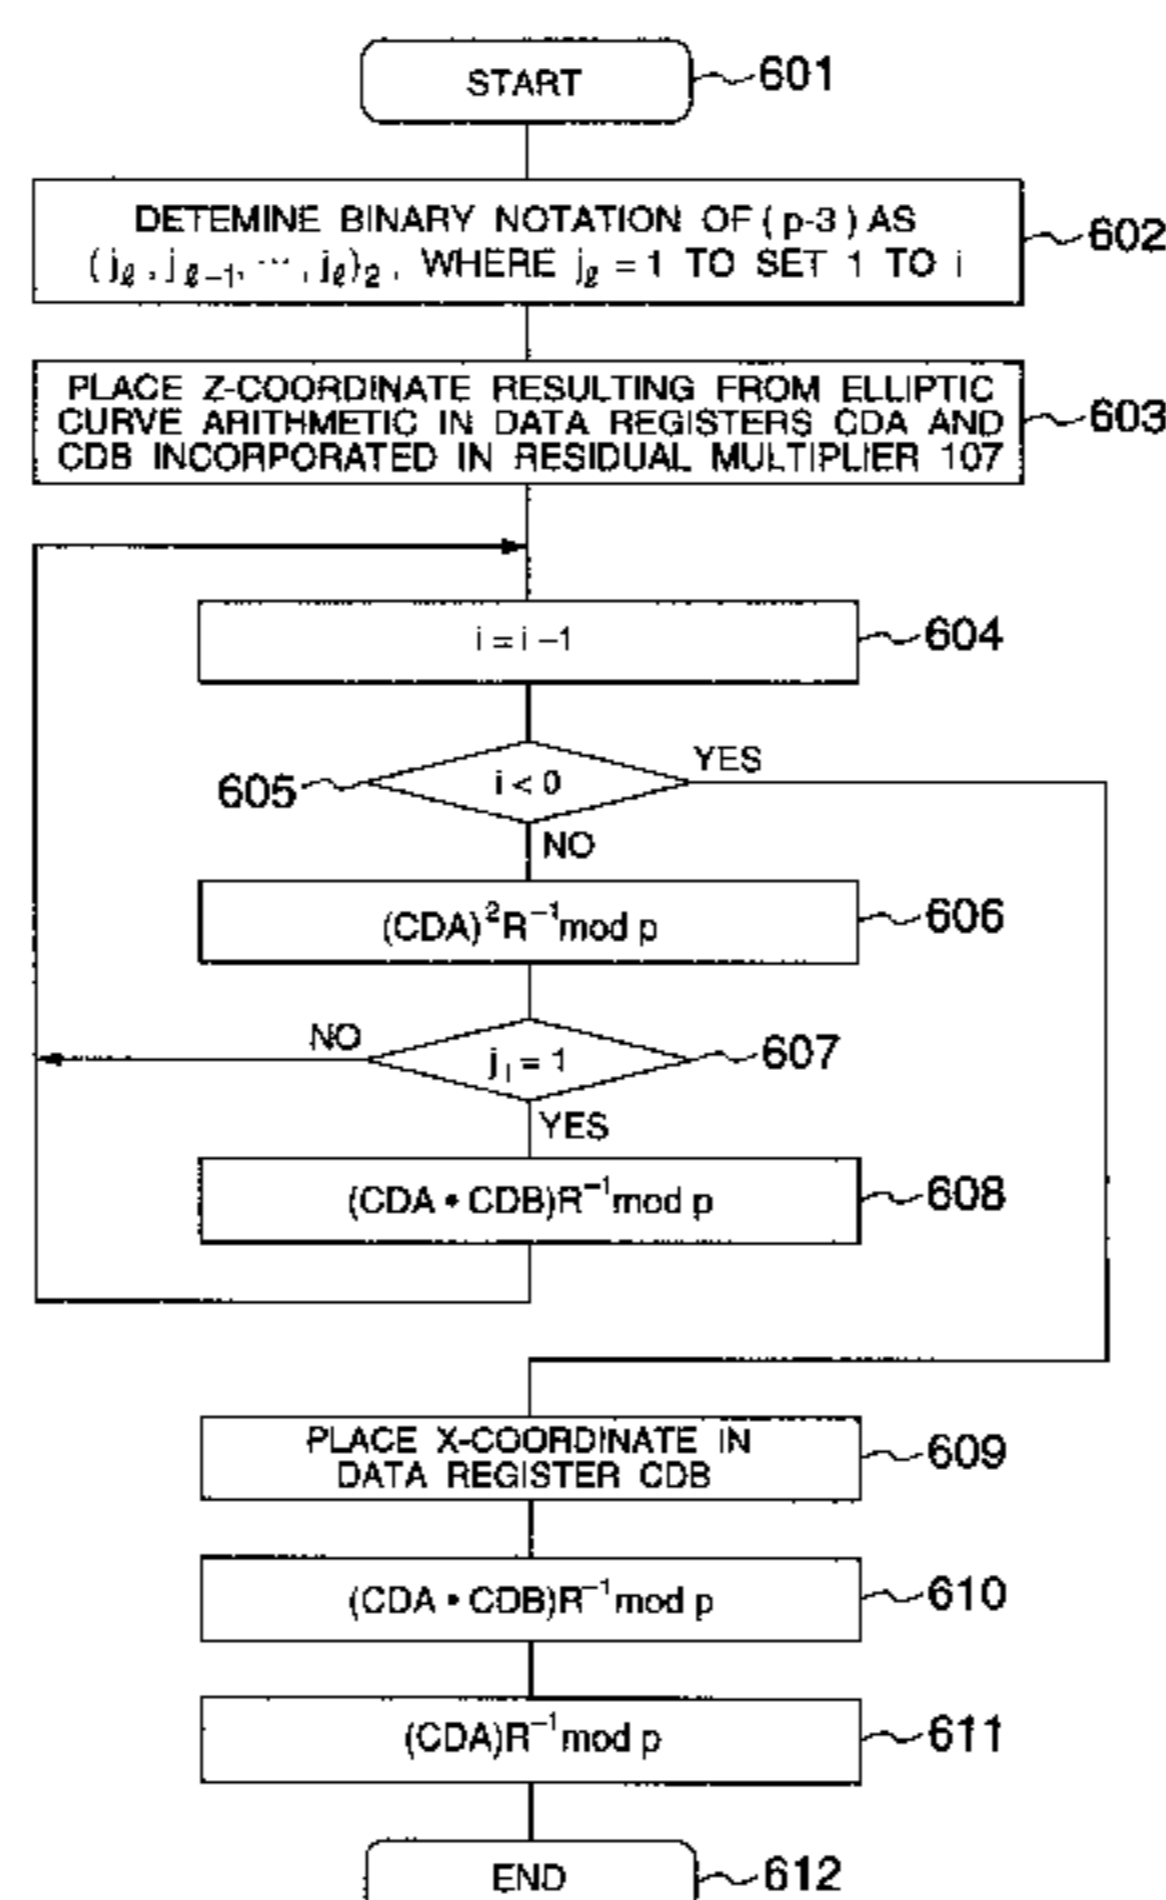 START 601
DETEMINE BINARY NOTATION OF ( p-3 ) AS
(jℓ , jℓ−1, ··· , jℓ)2 , WHERE jℓ = 1 TO SET 1 TO i
602
PLACE Z-COORDINATE RESULTING FROM ELLIPTIC
CURVE ARITHMETIC IN DATA REGISTERS CDA AND
CDB INCORPORATED IN RESIDUAL MULTIPLIER 107
603
i = i −1 604
605 i < 0 YES
NO
(CDA)²R⁻¹mod p 606
NO jᵢ = 1 607
YES
(CDA • CDB)R⁻¹mod p 608
PLACE X-COORDINATE IN
DATA REGISTER CDB
609
(CDA • CDB)R⁻¹mod p 610
(CDA)R⁻¹mod p 611
END 612